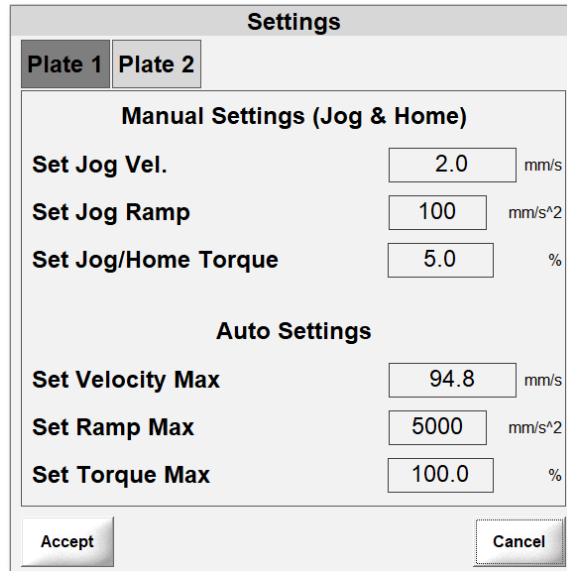 Settings
Plate 1 Plate 2
Manual Settings (Jog & Home)
Set Jog Vel. 2.0 mm/s
Set Jog Ramp 100 mm/s^2
Set Jog/Home Torque 5.0 %
Auto Settings
Set Velocity Max 94.8 mm/s
Set Ramp Max 5000 mm/s^2
Set Torque Max 100.0 %
Accept Cancel